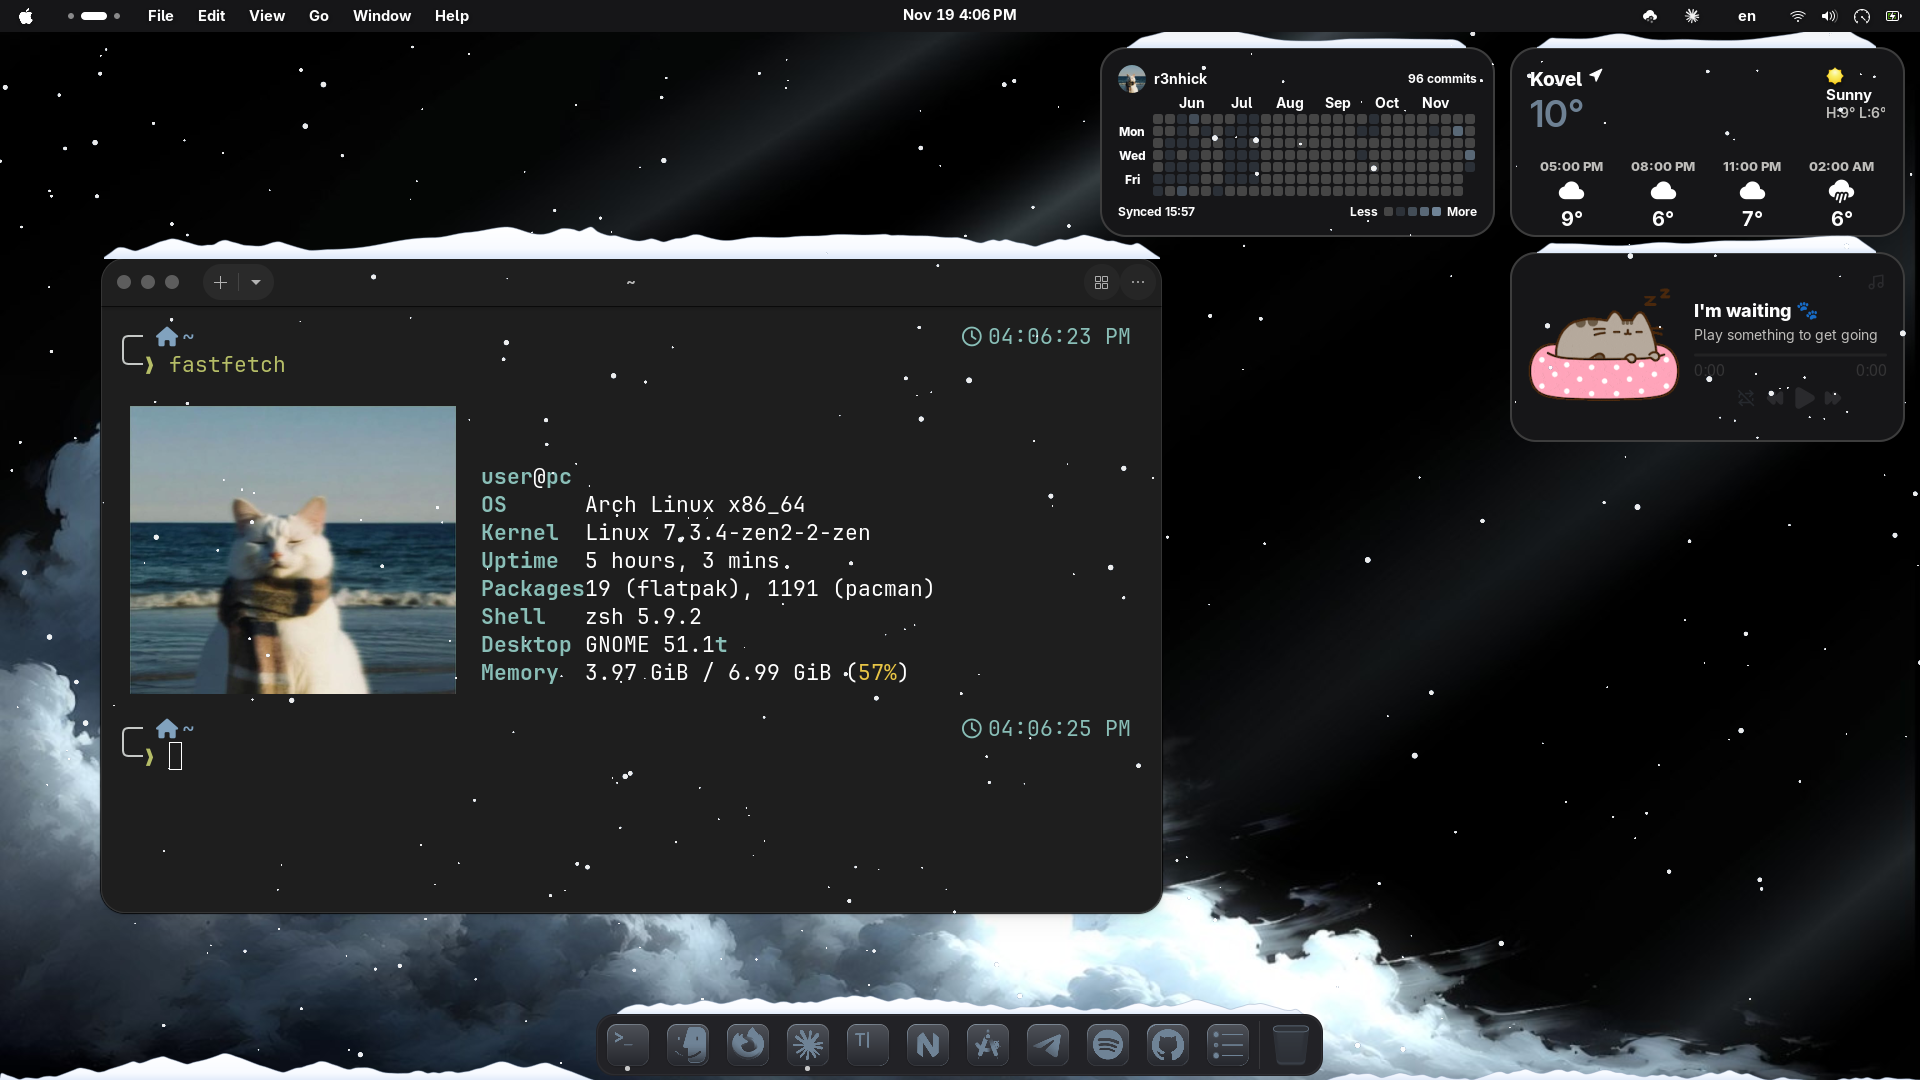 File Edit View Go Window Help
Nov 19 4:06 PM
en
r3nhick
96 commits
Jun Jul Aug Sep Oct Nov
Mon
Wed
Fri
Synced 15:57
Less More
Kovel
10°
Sunny
H:9° L:6°
05:00 PM 08:00 PM 11:00 PM 02:00 AM
9° 6° 7° 6°
I'm waiting 🐾
Play something to get going
0:00 0:00
~
~ 04:06:23 PM
❯ fastfetch
user@pc
OS Arch Linux x86_64
Kernel Linux 7.3.4-zen2-2-zen
Uptime 5 hours, 3 mins
Packages19 (flatpak), 1191 (pacman)
Shell zsh 5.9.2
Desktop GNOME 51.1t
Memory 3.97 GiB / 6.99 GiB (57%)
~ 04:06:25 PM
❯